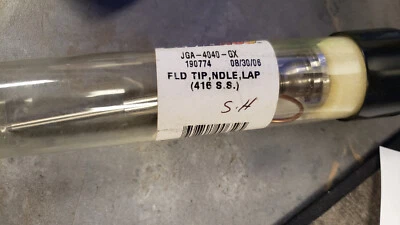 JGA-4040-GX
190774 08/30/06
FLD TIP,NDLE,LAP
(416 S.S.)
S.H